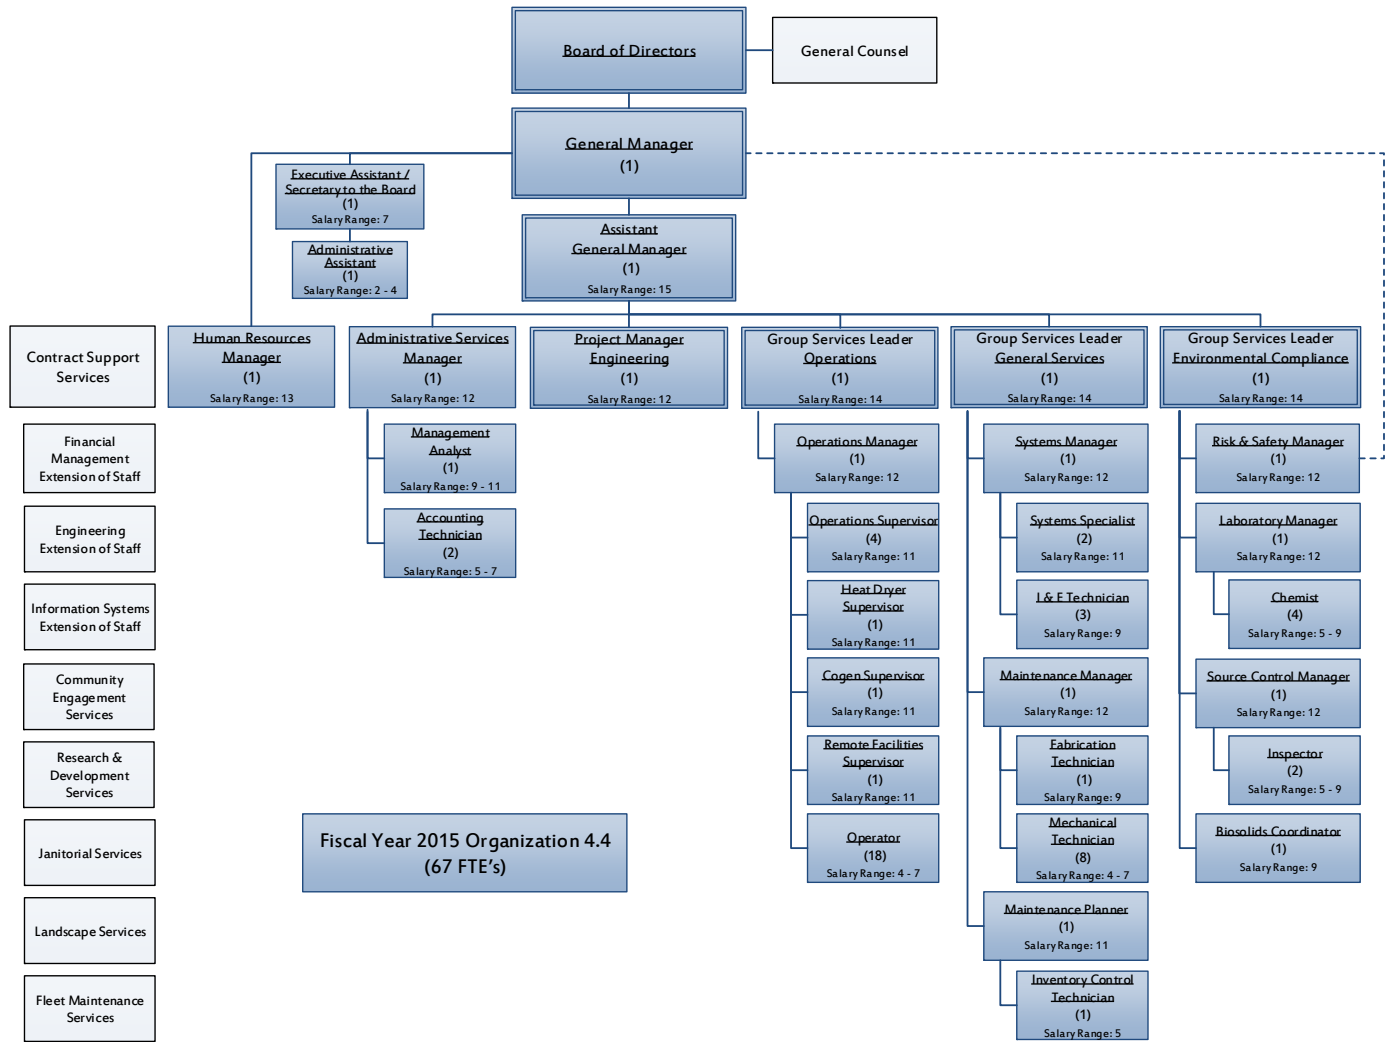 Board of Directors
General Counsel
General Manager
(1)
Executive Assistant /
Secretary to the Board
(1)
Salary Range: 7
Administrative
Assistant
(1)
Salary Range: 2 - 4
Assistant
General Manager
(1)
Salary Range: 15
Contract Support
Services
Human Resources
Manager
(1)
Salary Range: 13
Administrative Services
Manager
(1)
Salary Range: 12
Project Manager
Engineering
(1)
Salary Range: 12
Group Services Leader
Operations
(1)
Salary Range: 14
Group Services Leader
General Services
(1)
Salary Range: 14
Group Services Leader
Environmental Compliance
(1)
Salary Range: 14
Financial
Management
Extension of Staff
Engineering
Extension of Staff
Information Systems
Extension of Staff
Community
Engagement
Services
Research &
Development
Services
Janitorial Services
Landscape Services
Fleet Maintenance
Services
Management
Analyst
(1)
Salary Range: 9 - 11
Accounting
Technician
(2)
Salary Range: 5 - 7
Operations Manager
(1)
Salary Range: 12
Operations Supervisor
(4)
Salary Range: 11
Heat Dryer
Supervisor
(1)
Salary Range: 11
Cogen Supervisor
(1)
Salary Range: 11
Remote Facilities
Supervisor
(1)
Salary Range: 11
Operator
(18)
Salary Range: 4 - 7
Systems Manager
(1)
Salary Range: 12
Systems Specialist
(2)
Salary Range: 11
I & E Technician
(3)
Salary Range: 9
Maintenance Manager
(1)
Salary Range: 12
Fabrication
Technician
(1)
Salary Range: 9
Mechanical
Technician
(8)
Salary Range: 4 - 7
Maintenance Planner
(1)
Salary Range: 11
Inventory Control
Technician
(1)
Salary Range: 5
Risk & Safety Manager
(1)
Salary Range: 12
Laboratory Manager
(1)
Salary Range: 12
Chemist
(4)
Salary Range: 5 - 9
Source Control Manager
(1)
Salary Range: 12
Inspector
(2)
Salary Range: 5 - 9
Biosolids Coordinator
(1)
Salary Range: 9
Fiscal Year 2015 Organization 4.4
(67 FTE's)